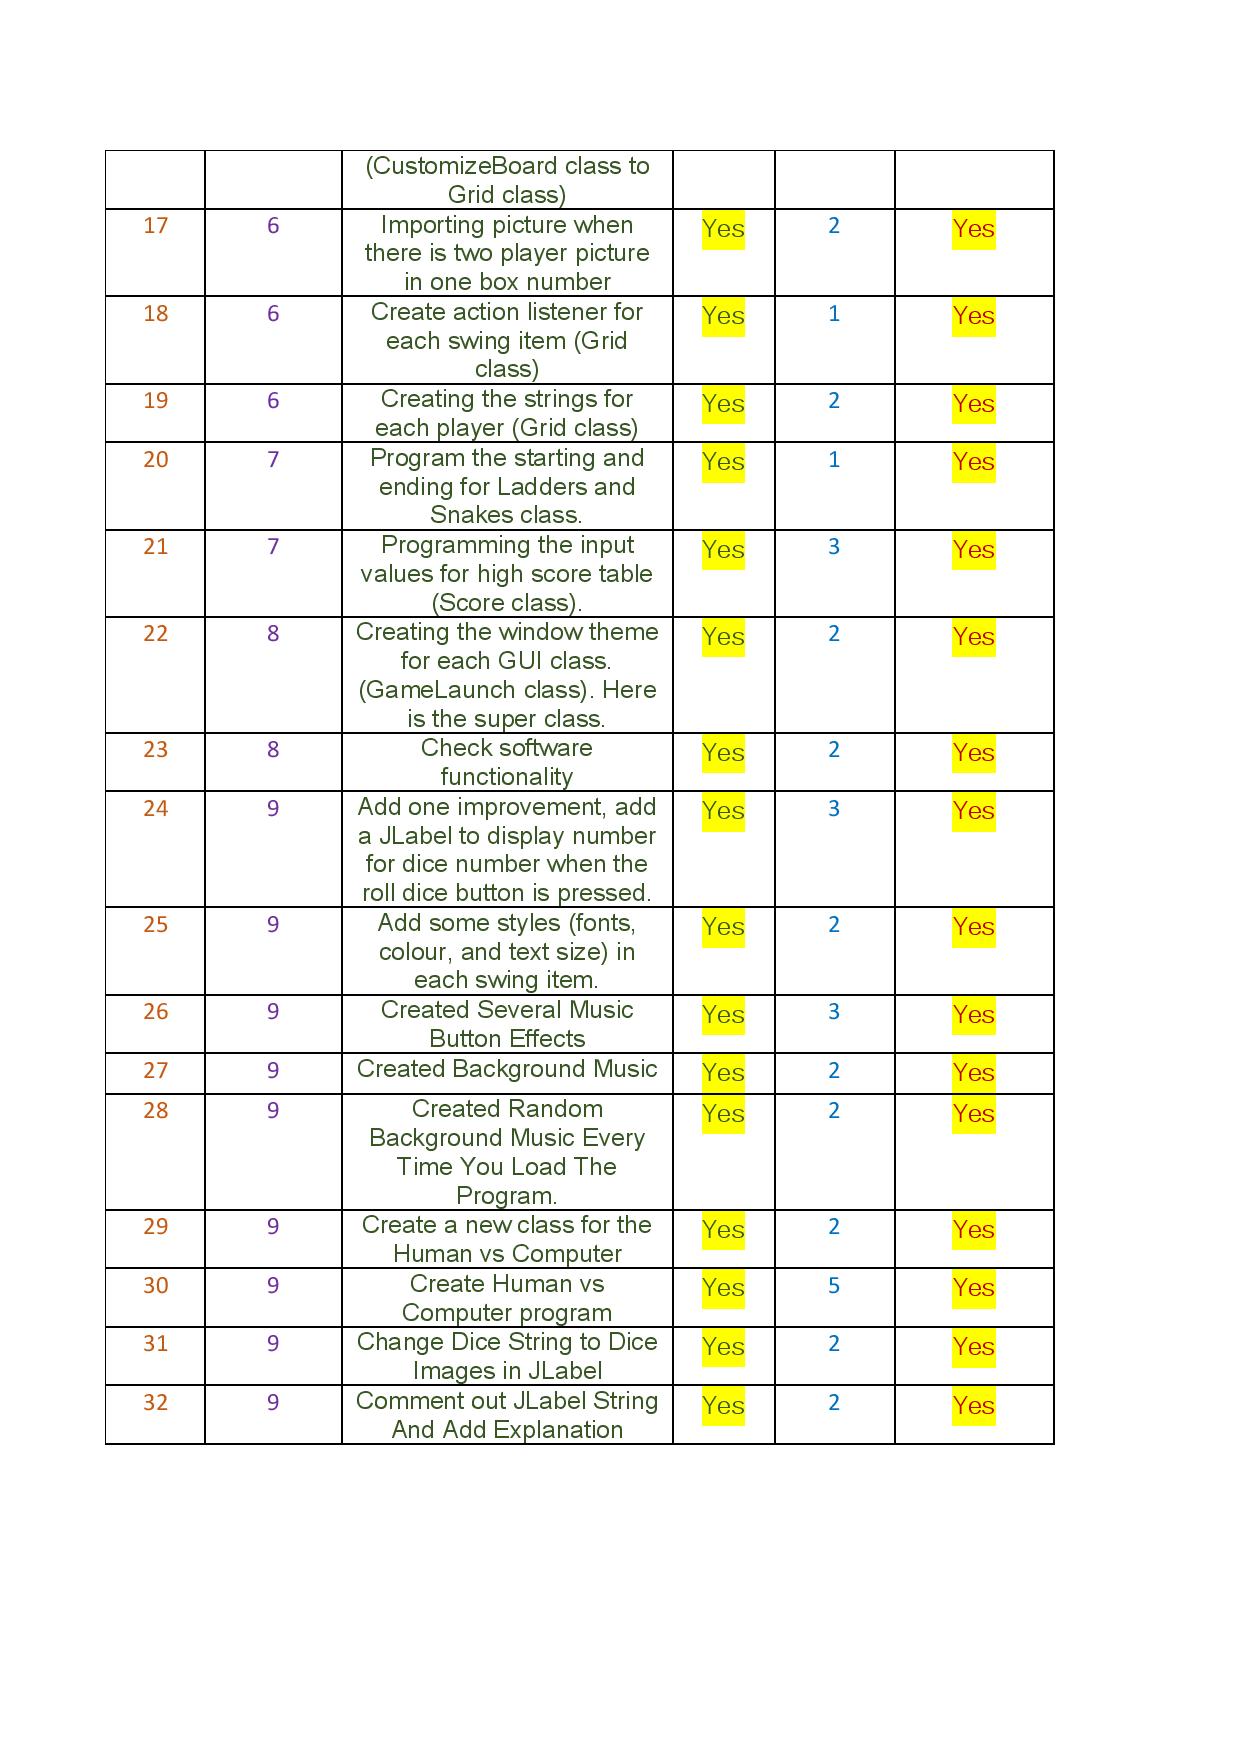 (CustomizeBoard class to
Grid class)
17 6 Importing picture when Yes 2 Yes
there is two player picture
in one box number
18 6 Create action listener for Yes 1 Yes
each swing item (Grid
class)
19 6 Creating the strings for Yes 2 Yes
each player (Grid class)
20 7 Program the starting and Yes 1 Yes
ending for Ladders and
Snakes class.
21 7 Programming the input Yes 3 Yes
values for high score table
(Score class).
22 8 Creating the window theme Yes 2 Yes
for each GUI class.
(GameLaunch class). Here
is the super class.
23 8 Check software Yes 2 Yes
functionality
24 9 Add one improvement, add Yes 3 Yes
a JLabel to display number
for dice number when the
roll dice button is pressed.
25 9 Add some styles (fonts, Yes 2 Yes
colour, and text size) in
each swing item.
26 9 Created Several Music Yes 3 Yes
Button Effects
27 9 Created Background Music Yes 2 Yes
28 9 Created Random Yes 2 Yes
Background Music Every
Time You Load The
Program.
29 9 Create a new class for the Yes 2 Yes
Human vs Computer
30 9 Create Human vs Yes 5 Yes
Computer program
31 9 Change Dice String to Dice Yes 2 Yes
Images in JLabel
32 9 Comment out JLabel String Yes 2 Yes
And Add Explanation